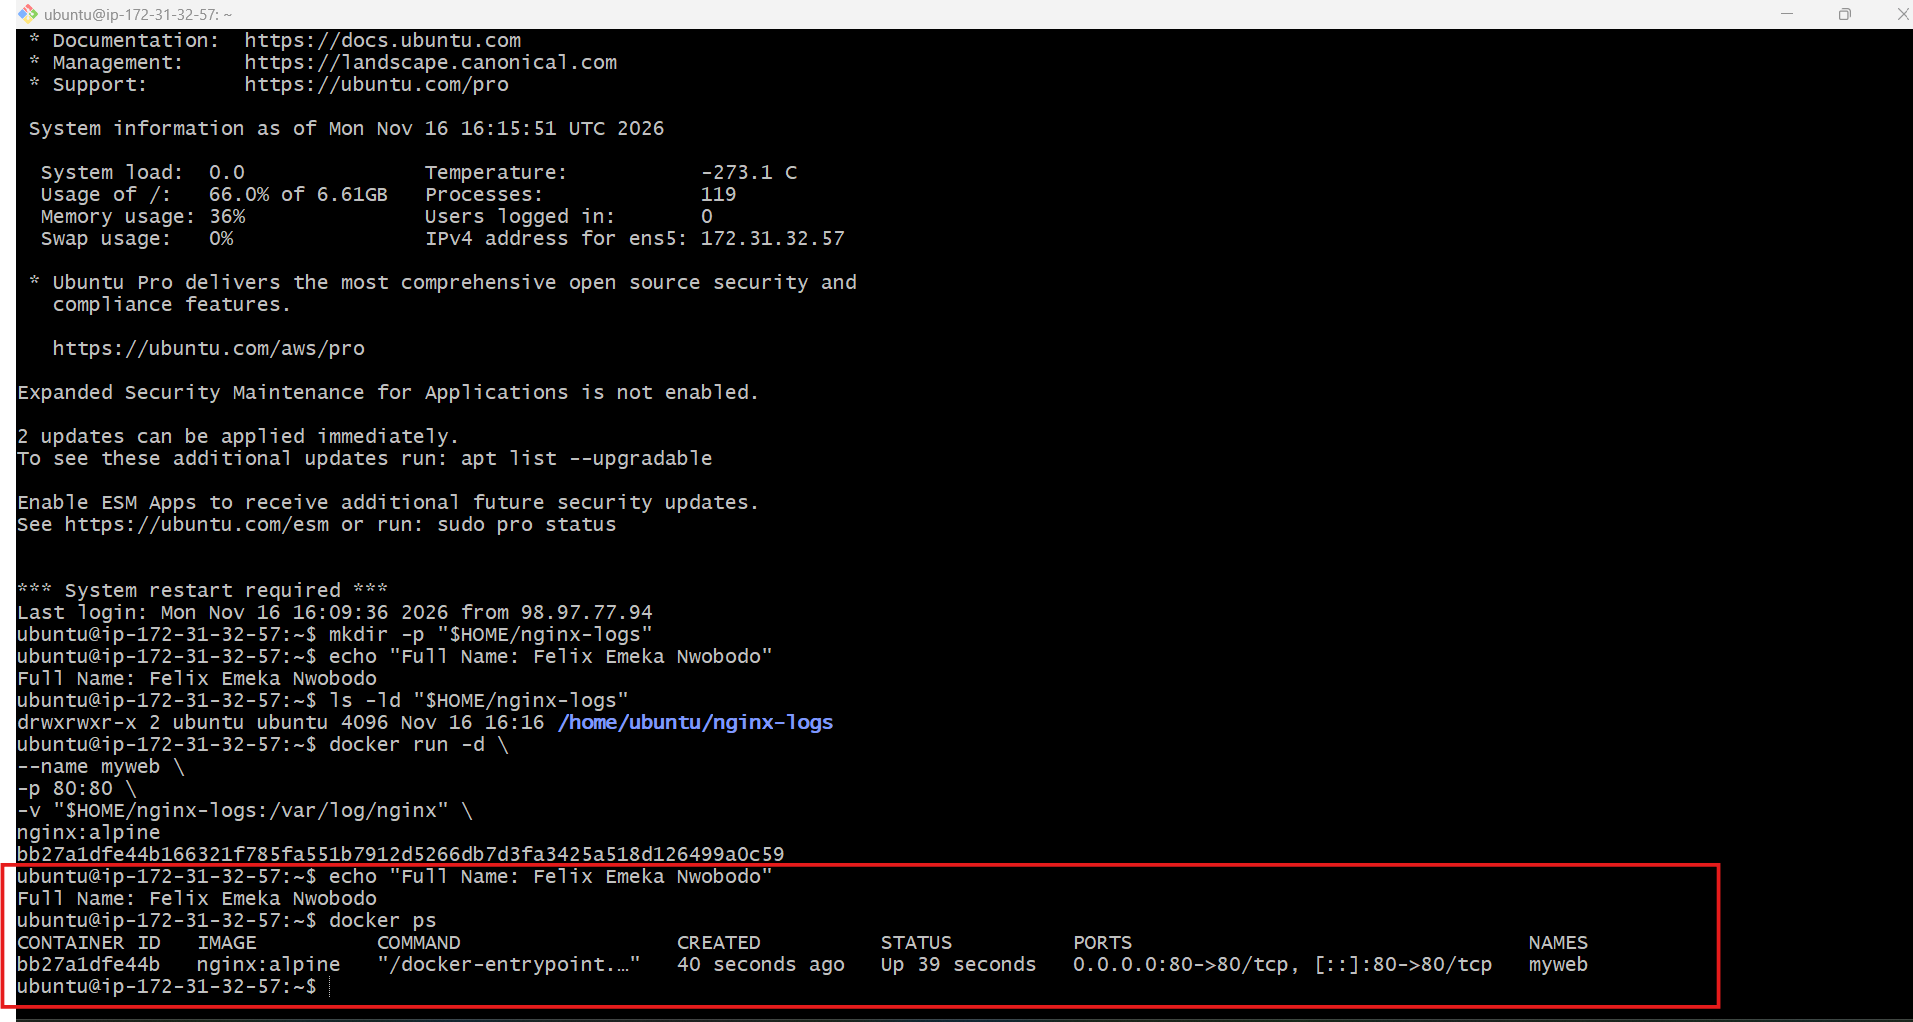 ubuntu@ip-172-31-32-57: ~
* Documentation:  https://docs.ubuntu.com
* Management:     https://landscape.canonical.com
* Support:        https://ubuntu.com/pro
System information as of Mon Nov 16 16:15:51 UTC 2026
System load:  0.0               Temperature:           -273.1 C
Usage of /:   66.0% of 6.61GB   Processes:             119
Memory usage: 36%               Users logged in:       0
Swap usage:   0%                IPv4 address for ens5: 172.31.32.57
* Ubuntu Pro delivers the most comprehensive open source security and
compliance features.
https://ubuntu.com/aws/pro
Expanded Security Maintenance for Applications is not enabled.
2 updates can be applied immediately.
To see these additional updates run: apt list --upgradable
Enable ESM Apps to receive additional future security updates.
See https://ubuntu.com/esm or run: sudo pro status
*** System restart required ***
Last login: Mon Nov 16 16:09:36 2026 from 98.97.77.94
ubuntu@ip-172-31-32-57:~$ mkdir -p "$HOME/nginx-logs"
ubuntu@ip-172-31-32-57:~$ echo "Full Name: Felix Emeka Nwobodo"
Full Name: Felix Emeka Nwobodo
ubuntu@ip-172-31-32-57:~$ ls -ld "$HOME/nginx-logs"
drwxrwxr-x 2 ubuntu ubuntu 4096 Nov 16 16:16 /home/ubuntu/nginx-logs
ubuntu@ip-172-31-32-57:~$ docker run -d \
--name myweb \
-p 80:80 \
-v "$HOME/nginx-logs:/var/log/nginx" \
nginx:alpine
bb27a1dfe44b166321f785fa551b7912d5266db7d3fa3425a518d126499a0c59
ubuntu@ip-172-31-32-57:~$ echo "Full Name: Felix Emeka Nwobodo"
Full Name: Felix Emeka Nwobodo
ubuntu@ip-172-31-32-57:~$ docker ps
CONTAINER ID   IMAGE          COMMAND                  CREATED          STATUS          PORTS                                 NAMES
bb27a1dfe44b   nginx:alpine   "/docker-entrypoint.…"   40 seconds ago   Up 39 seconds   0.0.0.0:80->80/tcp, [::]:80->80/tcp   myweb
ubuntu@ip-172-31-32-57:~$